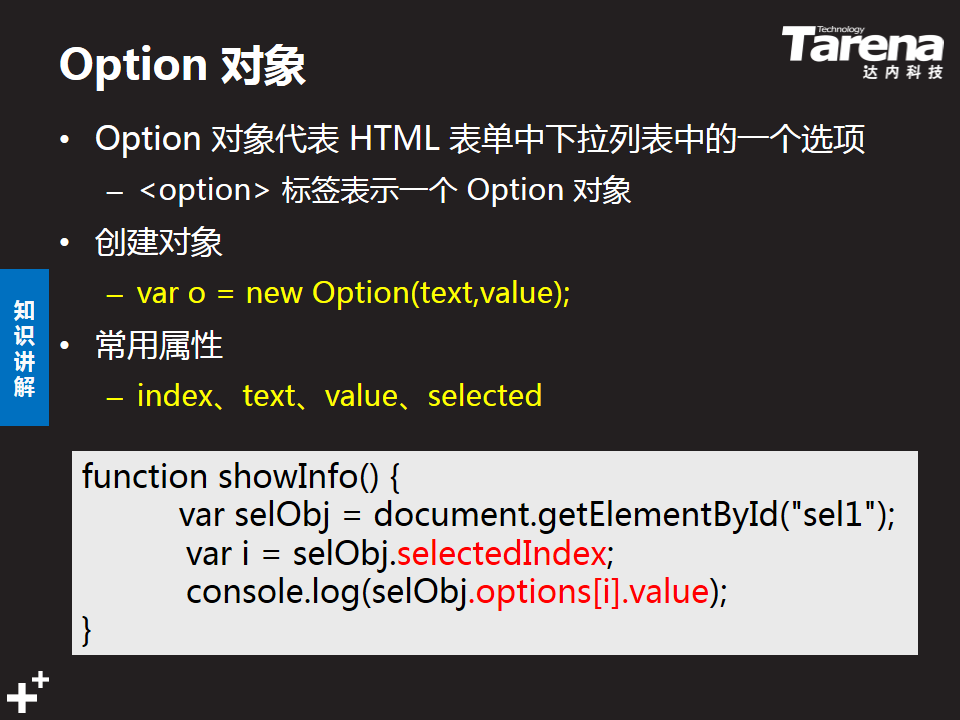 Option 对象
Technology
Tarena
达内科技
• Option 对象代表 HTML 表单中下拉列表中的一个选项
– <option> 标签表示一个 Option 对象
• 创建对象
– var o = new Option(text,value);
• 常用属性
– index、text、value、selected
知识讲解
function showInfo() {
var selObj = document.getElementById("sel1");
var i = selObj.selectedIndex;
console.log(selObj.options[i].value);
}